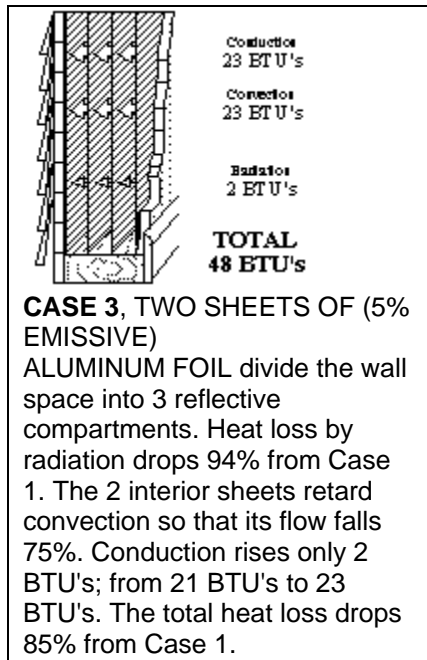 Conduction
23 BTU's
Convection
23 BTU's
Radiation
2 BTU's
TOTAL
48 BTU's
CASE 3, TWO SHEETS OF (5%
EMISSIVE)
ALUMINUM FOIL divide the wall
space into 3 reflective
compartments. Heat loss by
radiation drops 94% from Case
1. The 2 interior sheets retard
convection so that its flow falls
75%. Conduction rises only 2
BTU's; from 21 BTU's to 23
BTU's. The total heat loss drops
85% from Case 1.